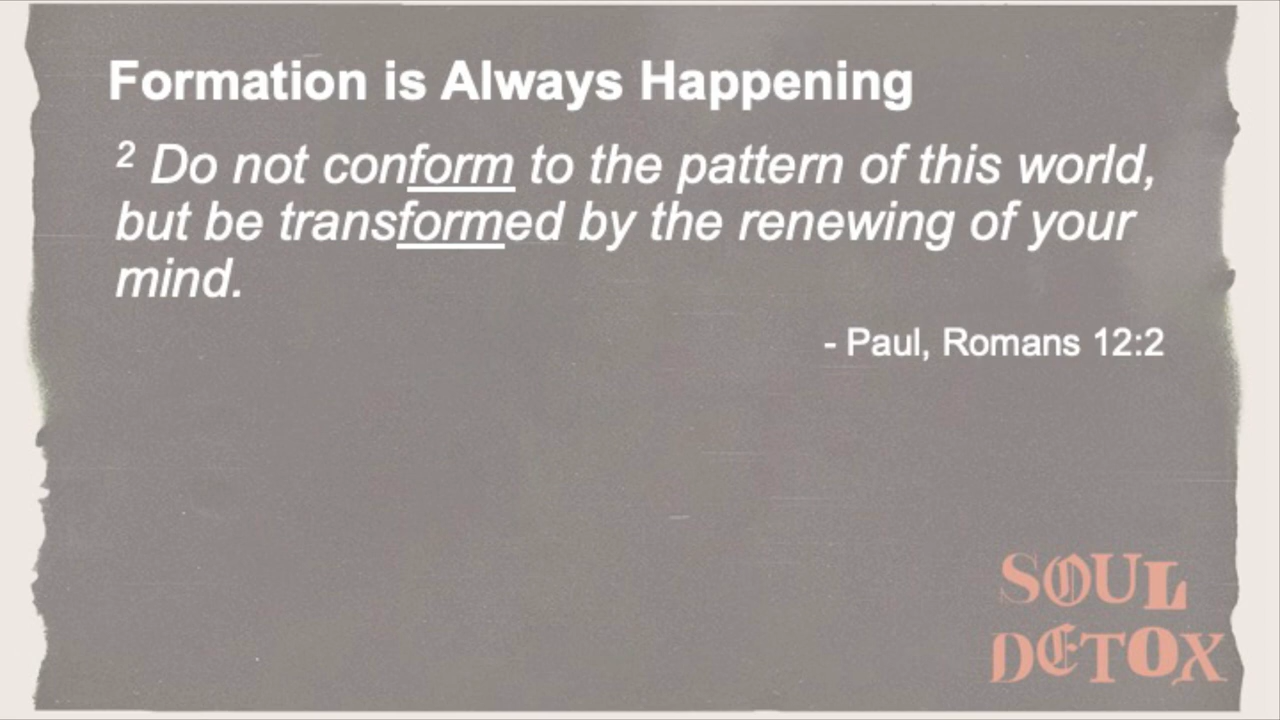 Formation is Always Happening
2 Do not conform to the pattern of this world,
but be transformed by the renewing of your
mind.
- Paul, Romans 12:2
SOUL
DETOX